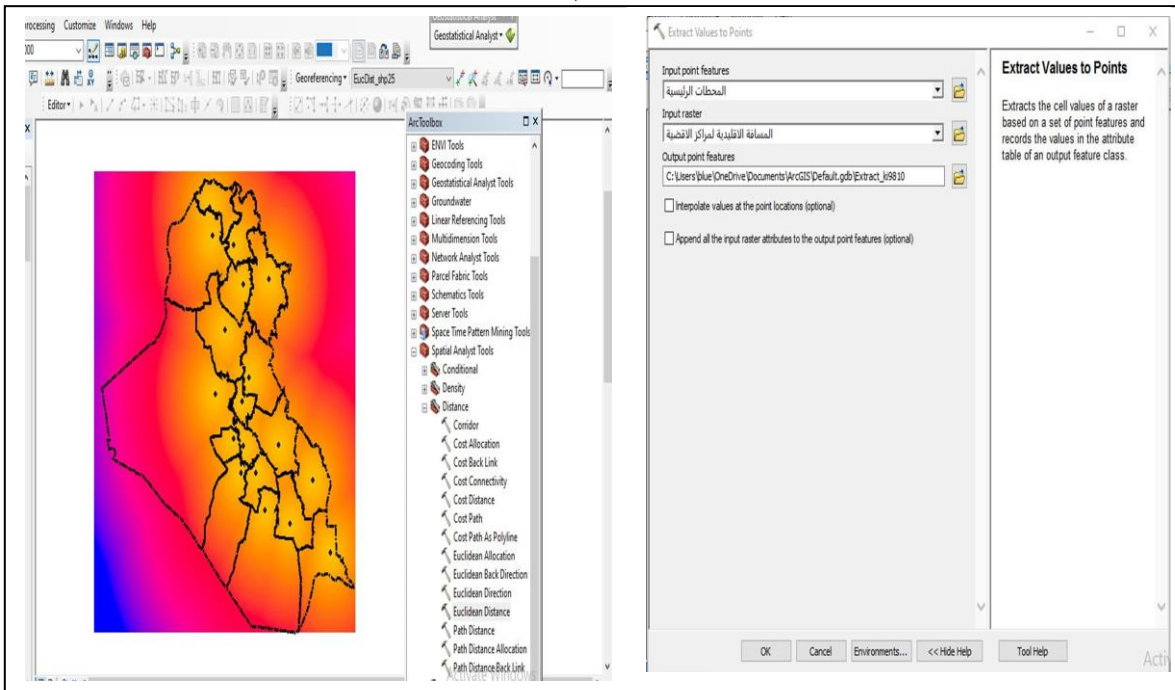 rocessing Customize Windows Help
Geostatistical Analyst
Georeferencing EucDist_shp25
Editor
ArcToolbox
ENVI Tools
Geocoding Tools
Geostatistical Analyst Tools
Groundwater
Linear Referencing Tools
Multidimension Tools
Network Analyst Tools
Parcel Fabric Tools
Schematics Tools
Server Tools
Space Time Pattern Mining Tools
Spatial Analyst Tools
Conditional
Density
Distance
Corridor
Cost Allocation
Cost Back Link
Cost Connectivity
Cost Distance
Cost Path
Cost Path As Polyline
Euclidean Allocation
Euclidean Back Direction
Euclidean Direction
Euclidean Distance
Path Distance
Path Distance Allocation
Path Distance Back Link
Activate Windows
Extract Values to Points
Input point features
المحطات الرئيسية
Input raster
المسافة الاقليدية لمراكز الاقضية
Output point features
C:\Users\blue\OneDrive\Documents\ArcGIS\Default.gdb\Extract_ki9810
Interpolate values at the point locations (optional)
Append all the input raster attributes to the output point features (optional)
Extract Values to Points
Extracts the cell values of a raster
based on a set of point features and
records the values in the attribute
table of an output feature class.
OK Cancel Environments... << Hide Help Tool Help
Activ